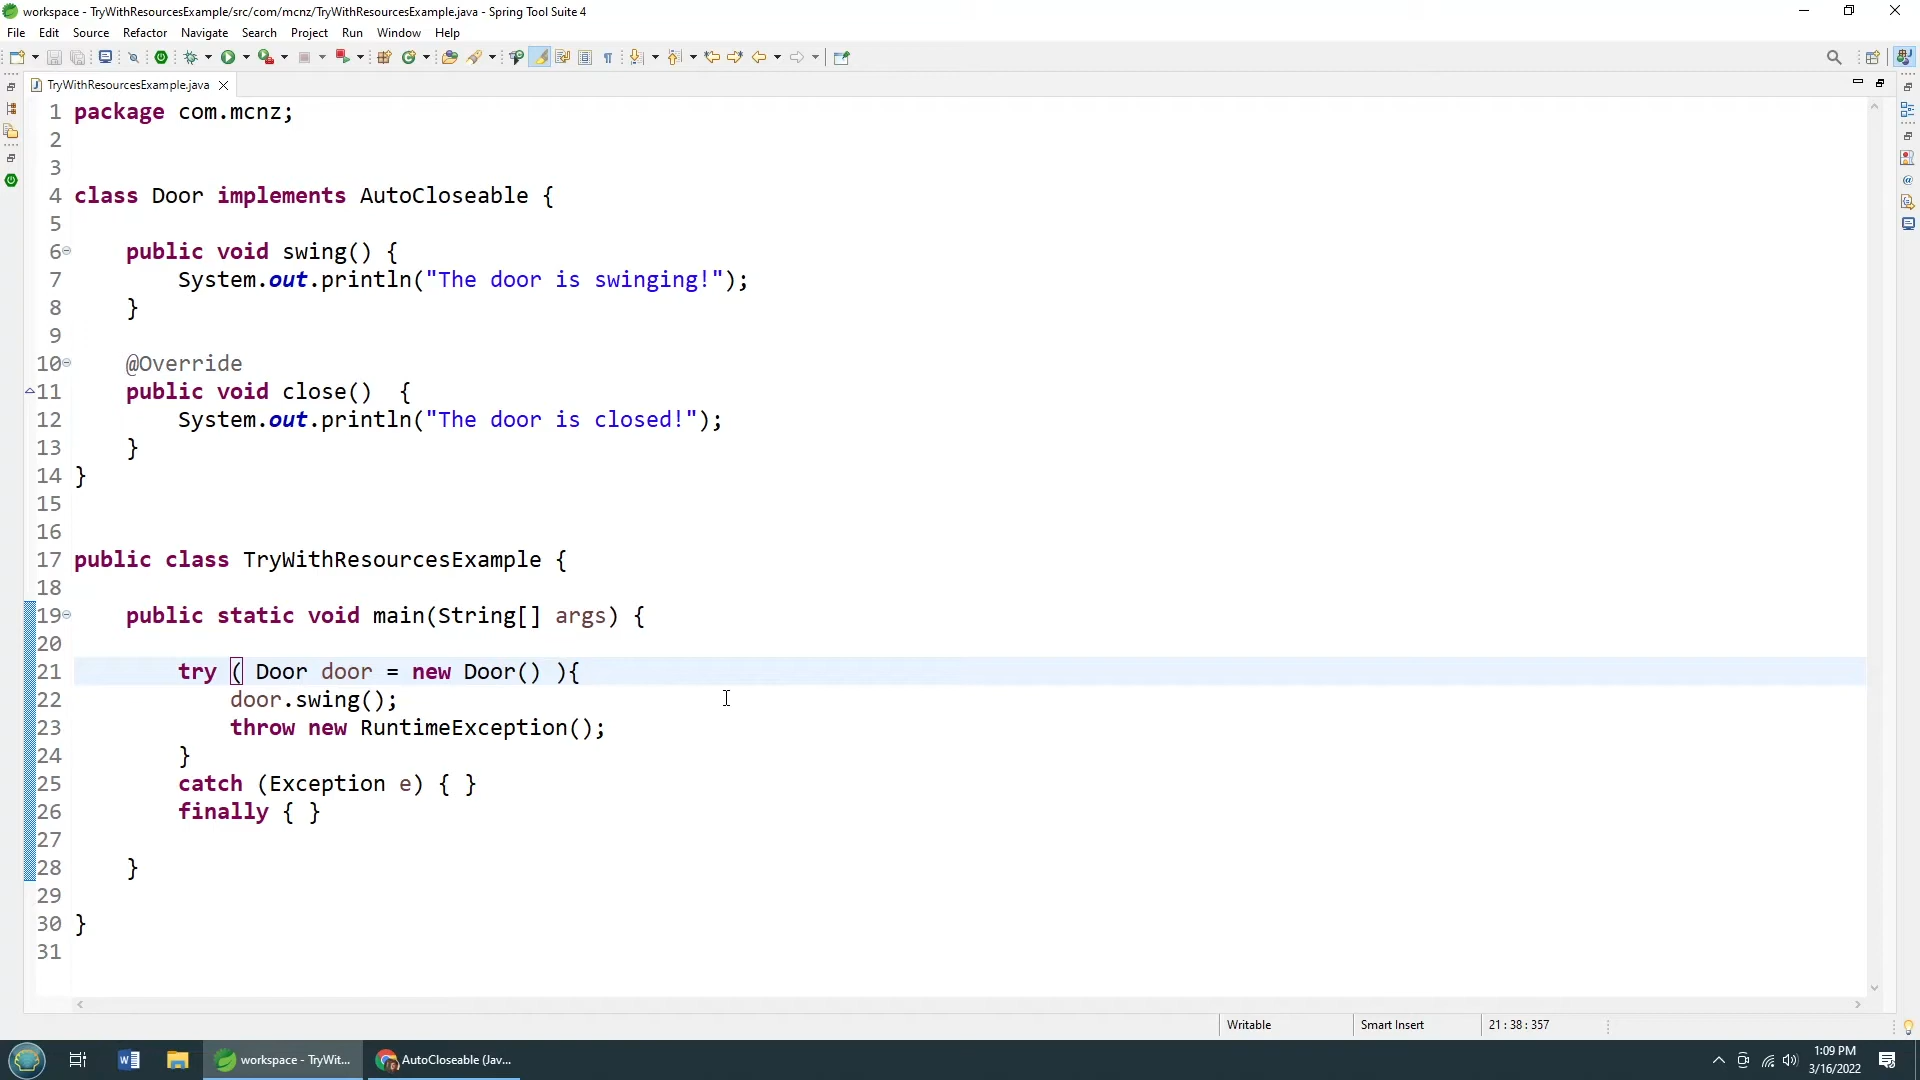 workspace - TryWithResourcesExample/src/com/mcnz/TryWithResourcesExample.java - Spring Tool Suite 4
File Edit Source Refactor Navigate Search Project Run Window Help
TryWithResourcesExample.java
1 package com.mcnz;
2
3
4 class Door implements AutoCloseable {
5
6 public void swing() {
7 System.out.println("The door is swinging!");
8 }
9
10 @Override
11 public void close()  {
12 System.out.println("The door is closed!");
13 }
14 }
15
16
17 public class TryWithResourcesExample {
18
19 public static void main(String[] args) {
20
21 try ( Door door = new Door() ){
22 door.swing();
23 throw new RuntimeException();
24 }
25 catch (Exception e) { }
26 finally { }
27
28 }
29
30 }
31
Writable Smart Insert 21 : 38 : 357
workspace - TryWit... AutoCloseable (Jav... 1:09 PM
3/16/2022